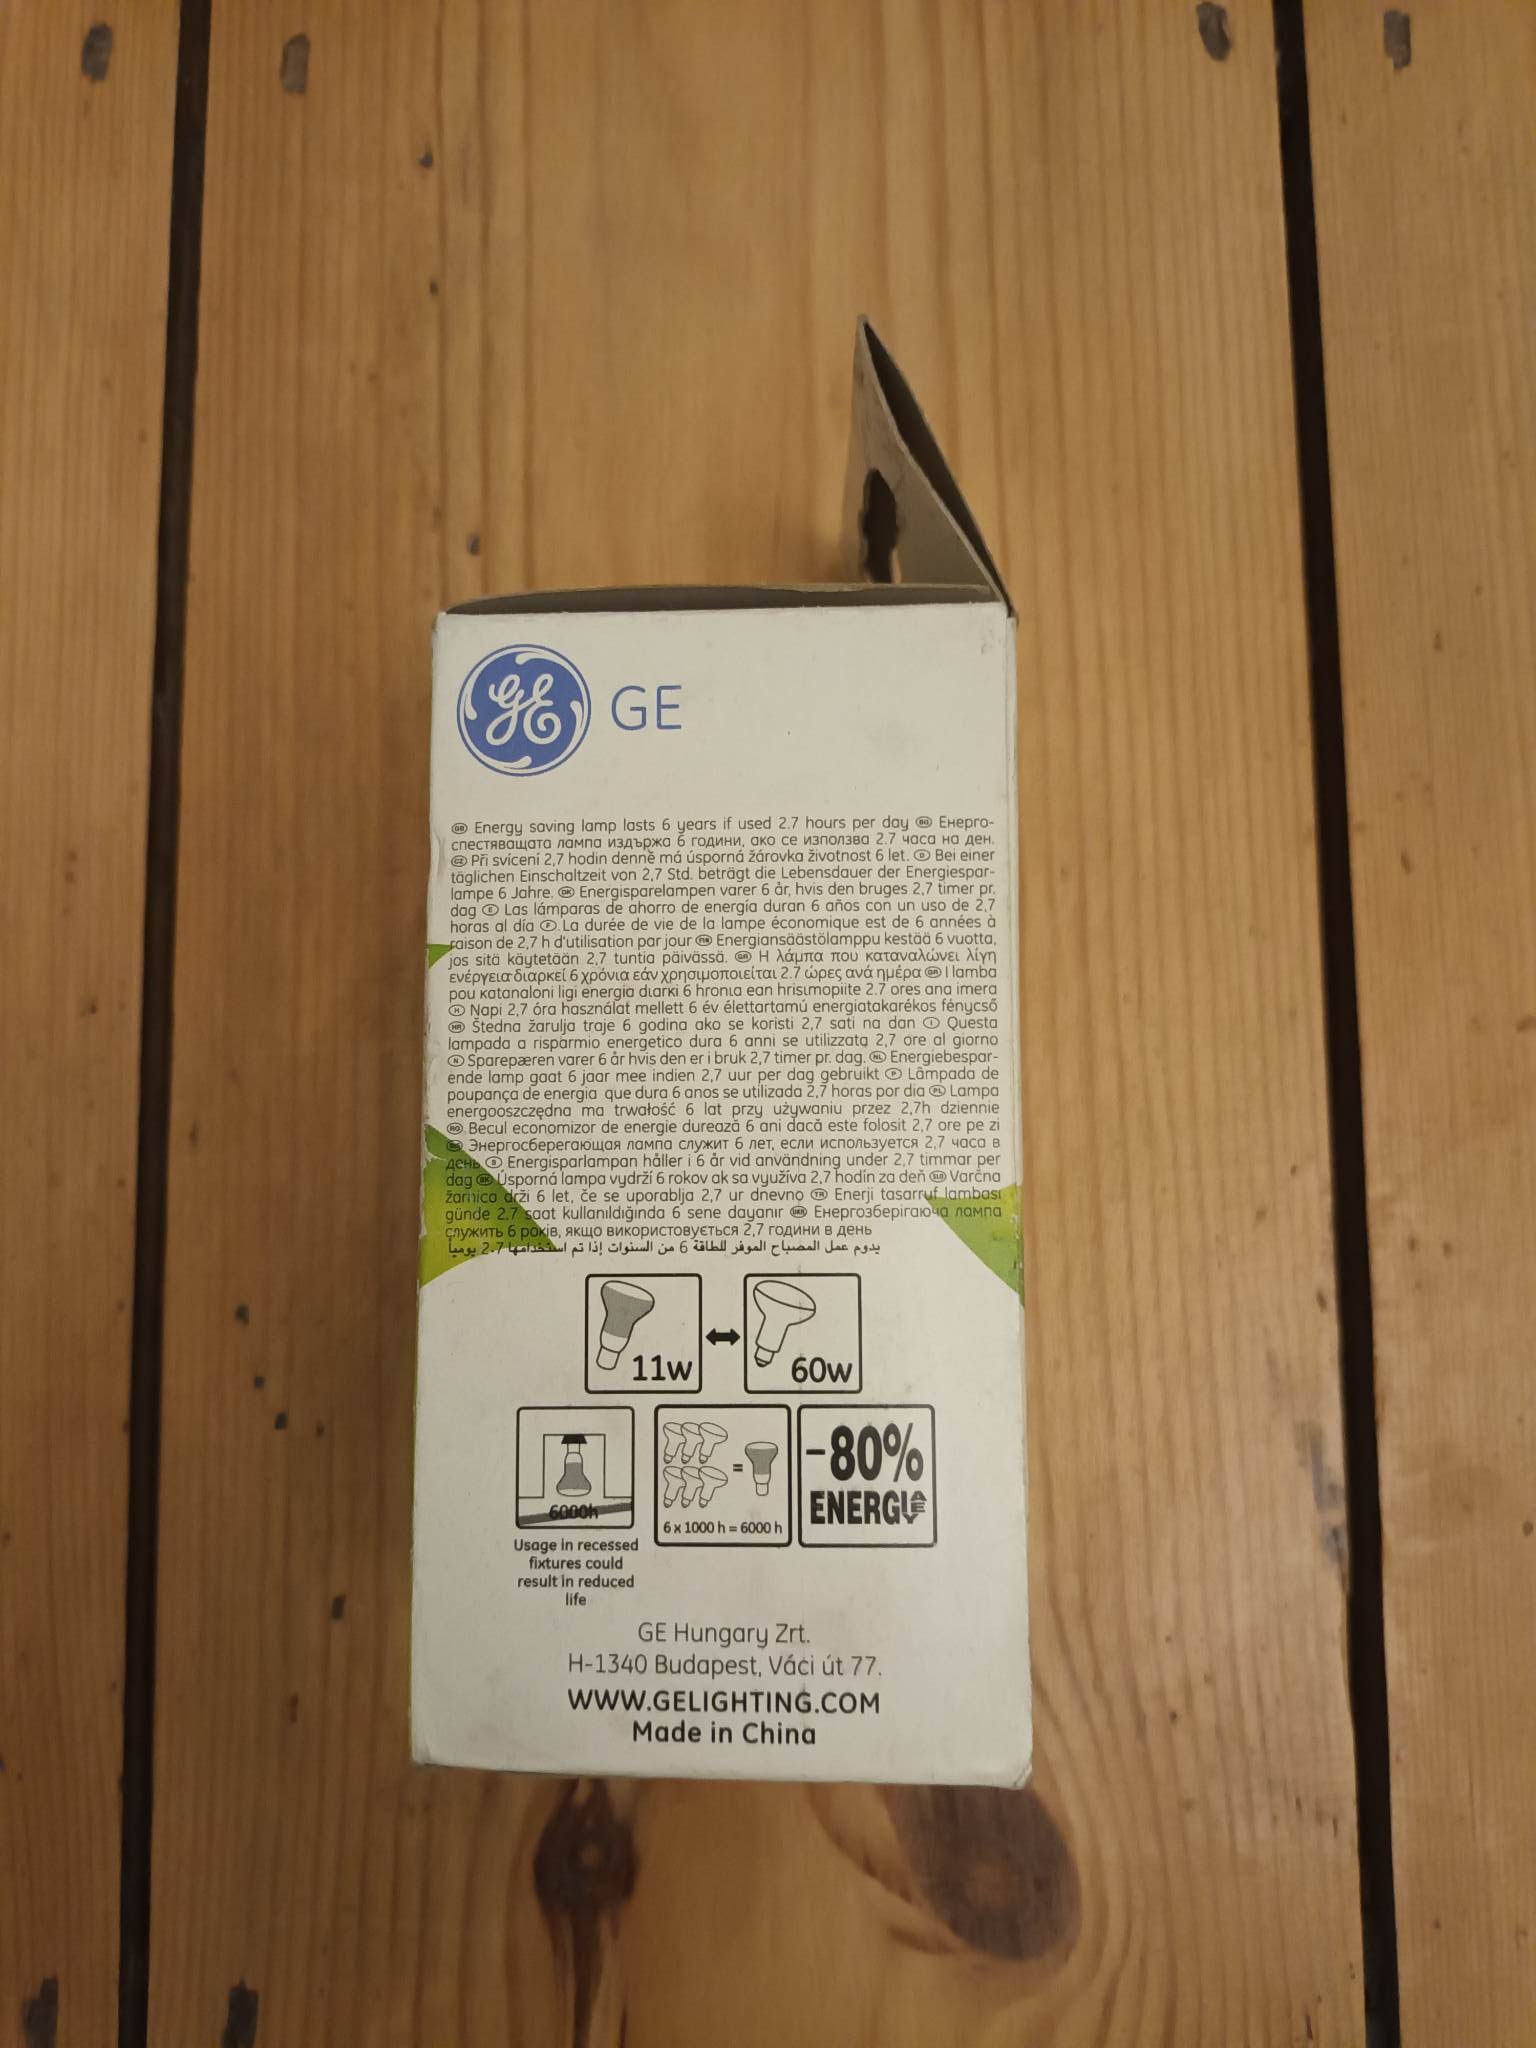 GE GE
GB Energy saving lamp lasts 6 years if used 2.7 hours per day BG Енерго-
спестяващата лампа издържа 6 години, ако се използва 2.7 часа на ден.
CZ Při svícení 2,7 hodin denně má úsporná žárovka životnost 6 let. D Bei einer
täglichen Einschaltzeit von 2,7 Std. beträgt die Lebensdauer der Energiespar-
lampe 6 Jahre. DK Energisparelampen varer 6 år, hvis den bruges 2,7 timer pr.
dag E Las lámparas de ahorro de energía duran 6 años con un uso de 2,7
horas al día F La durée de vie de la lampe économique est de 6 années à
raison de 2,7 h d'utilisation par jour FIN Energiansäästölamppu kestää 6 vuotta,
jos sitä käytetään 2,7 tuntia päivässä. GR Η λάμπα που καταναλώνει λίγη
ενέργεια διαρκεί 6 χρόνια εάν χρησιμοποιείται 2.7 ώρες ανά ημέρα GR I lamba
pou katanaloni ligi energia diarki 6 hronia ean hrisimopiite 2.7 ores ana imera
H Napi 2,7 óra használat mellett 6 év élettartamú energiatakarékos fénycső
HR Štedna žarulja traje 6 godina ako se koristi 2,7 sati na dan I Questa
lampada a risparmio energetico dura 6 anni se utilizzata 2,7 ore al giorno
N Sparepæren varer 6 år hvis den er i bruk 2,7 timer pr. dag. NL Energiebespar-
ende lamp gaat 6 jaar mee indien 2,7 uur per dag gebruikt P Lâmpada de
poupança de energia que dura 6 anos se utilizada 2,7 horas por dia PL Lampa
energooszczędna ma trwałość 6 lat przy używaniu przez 2,7h dziennie
RO Becul economizor de energie durează 6 ani dacă este folosit 2,7 ore pe zi
Энергосберегающая лампа служит 6 лет, если используется 2,7 часа в
день S Energisparlampan håller i 6 år vid användning under 2,7 timmar per
dag SK Úsporná lampa vydrží 6 rokov ak sa využíva 2,7 hodín za deň Varčna
žarnica drži 6 let, če se uporablja 2,7 ur dnevno TR Enerji tasarruf lambası
günde 2.7 saat kullanıldığında 6 sene dayanır UKR Енергозберігаюча лампа
служить 6 років, якщо використовується 2,7 години в день
يدوم عمل المصباح الموفر للطاقة 6 من السنوات إذا تم استخدامها 2.7 يومياً
11w 60w
6000h
6 x 1000 h = 6000 h
-80%
ENERGIAEY
Usage in recessed
fixtures could
result in reduced
life
GE Hungary Zrt.
H-1340 Budapest, Váci út 77.
WWW.GELIGHTING.COM
Made in China